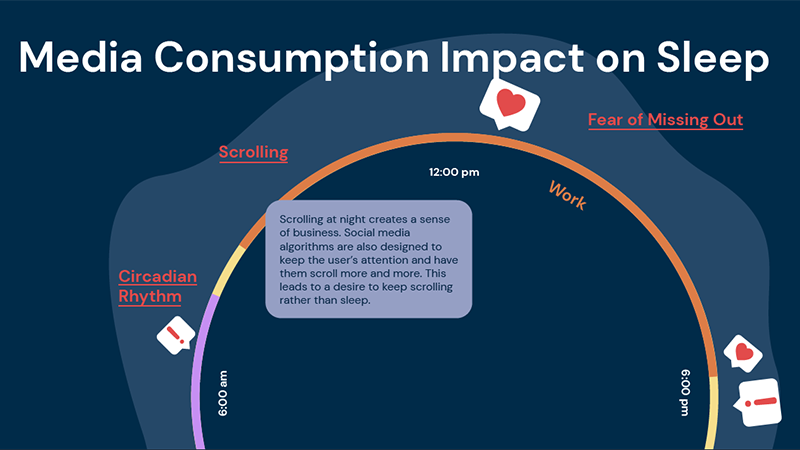 Media Consumption Impact on Sleep
Fear of Missing Out
Scrolling
12:00 pm
Work
Scrolling at night creates a sense
of business. Social media
algorithms are also designed to
keep the user's attention and have
them scroll more and more. This
leads to a desire to keep scrolling
rather than sleep.
Circadian
Rhythm
6:00 am
6:00 pm